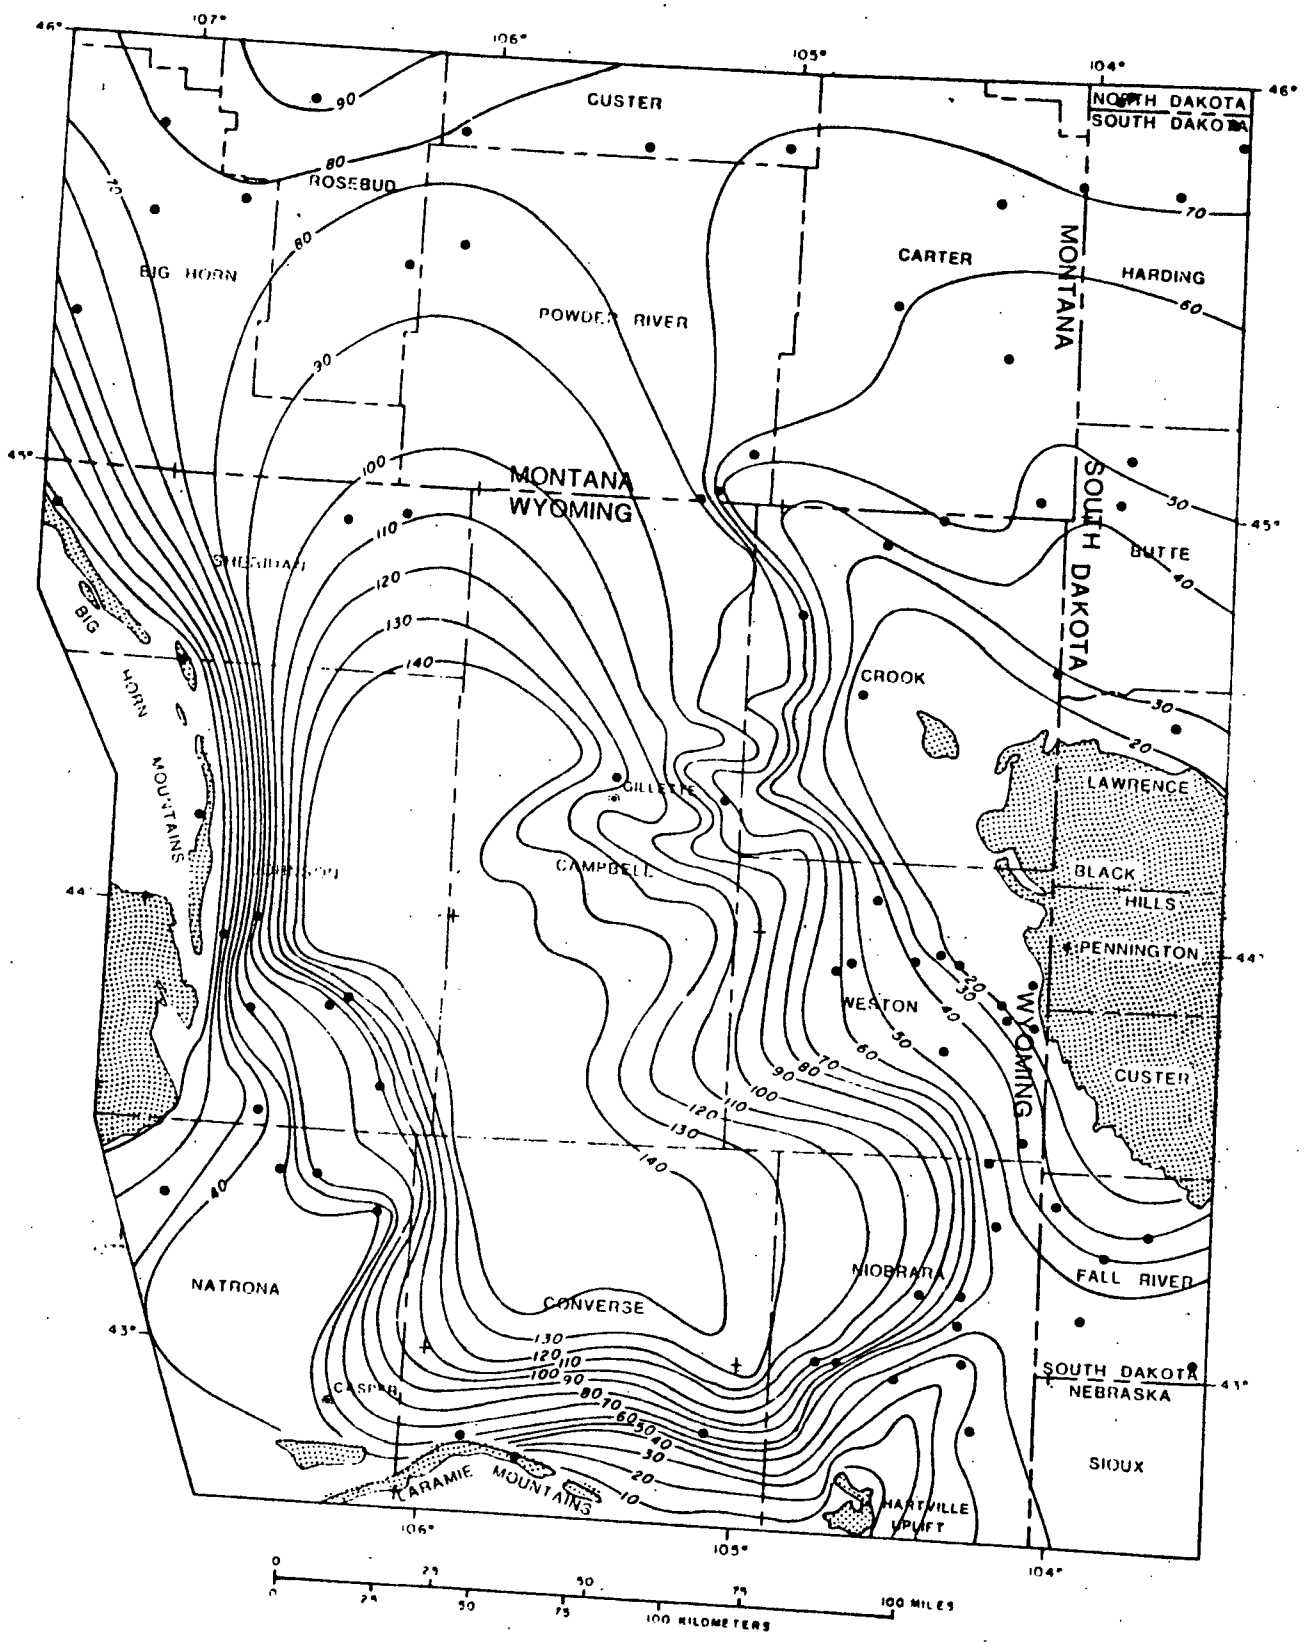 107°
46°
106°
105°
104°
46°
NORTH DAKOTA
SOUTH DAKOTA
CUSTER
90
80
ROSEBUD
70
80
70
MONTANA
CARTER
HARDING
BIG HORN
60
POWDER RIVER
90
45°
100
MONTANA
WYOMING
SOUTH DAKOTA
50
45°
110
BUTTE
SHERIDAN
120
40
BIG
130
140
CROOK
HORN
30
20
MOUNTAINS
GILLETTE
LAWRENCE
JOHNSON
CAMPBELL
BLACK
HILLS
44°
PENNINGTON
44°
20
30
WESTON
40
WYOMING
50
60
70
80
90
100
110
120
130
140
CUSTER
40
NATRONA
NIOBRARA
FALL RIVER
CONVERSE
43°
130
120
110
100
90
80
70
60
50
40
30
20
10
CASPER
SOUTH DAKOTA
NEBRASKA
43°
SIOUX
LARAMIE MOUNTAINS
HARTVILLE
UPLIFT
106°
105°
104°
0 25 50 75 100 MILES
0 25 50 75 100 KILOMETERS